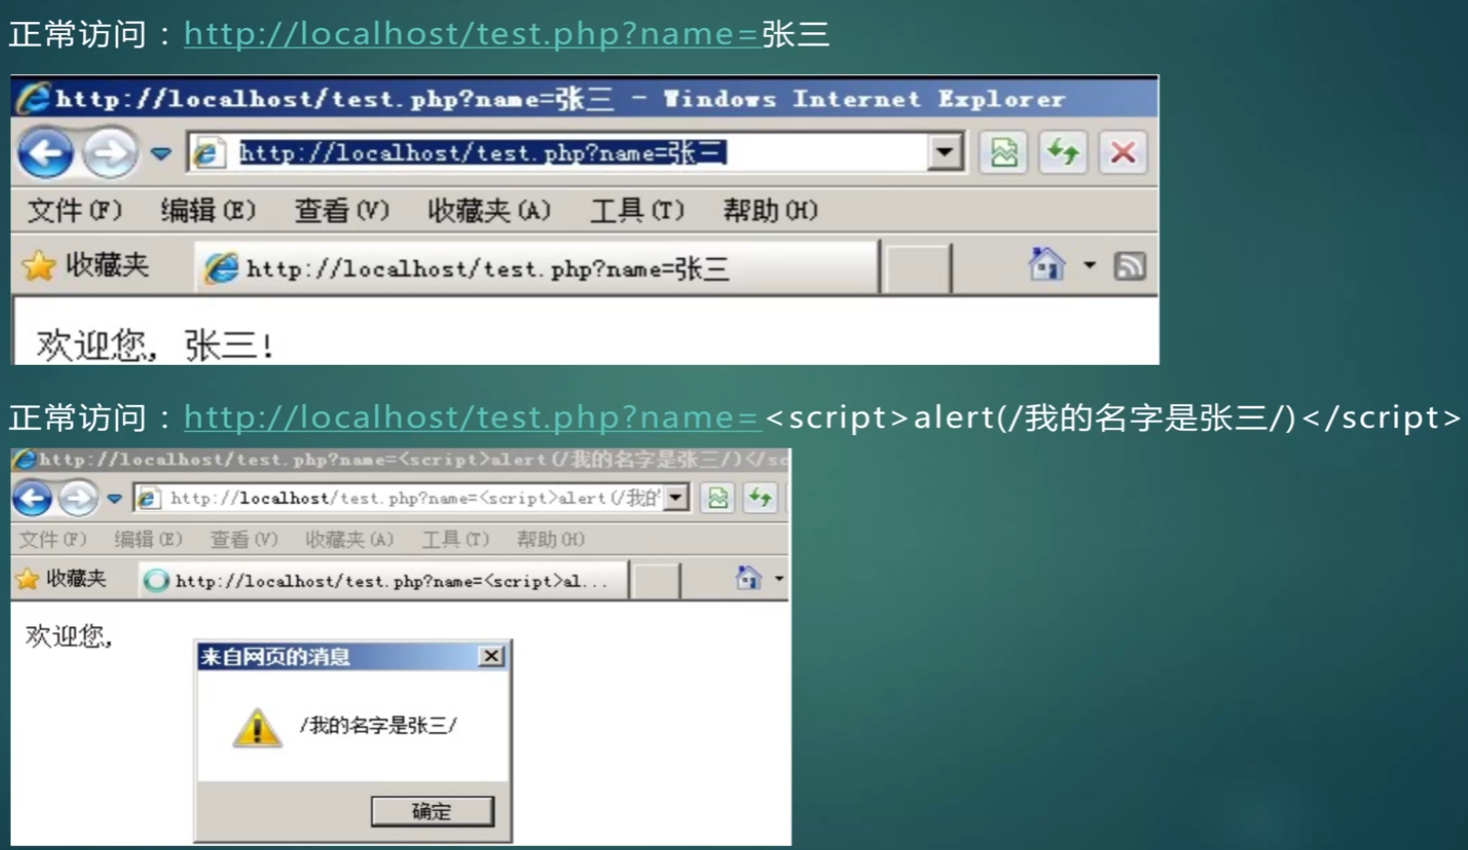 正常访问：http://localhost/test.php?name=张三
http://localhost/test.php?name=张三 - Windows Internet Explorer
http://localhost/test.php?name=张三
文件(F) 编辑(E) 查看(V) 收藏夹(A) 工具(T) 帮助(H)
收藏夹 http://localhost/test.php?name=张三
欢迎您, 张三!
正常访问：http://localhost/test.php?name=<script>alert(/我的名字是张三/)</script>
http://localhost/test.php?name=<script>alert(/我的名字是张三/)</sc
http://localhost/test.php?name=<script>alert(/我的
文件(F) 编辑(E) 查看(V) 收藏夹(A) 工具(T) 帮助(H)
收藏夹 http://localhost/test.php?name=<script>al...
欢迎您,
来自网页的消息
/我的名字是张三/
确定